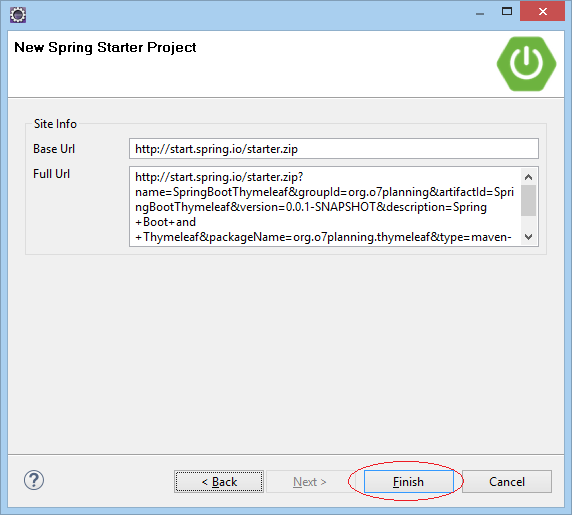 New Spring Starter Project
Site Info
Base Url
http://start.spring.io/starter.zip
Full Url
http://start.spring.io/starter.zip?
name=SpringBootThymeleaf&groupId=org.o7planning&artifactId=Spri
ngBootThymeleaf&version=0.0.1-SNAPSHOT&description=Spring
+Boot+and
+Thymeleaf&packageName=org.o7planning.thymeleaf&type=maven-
?
< Back
Next >
Finish
Cancel